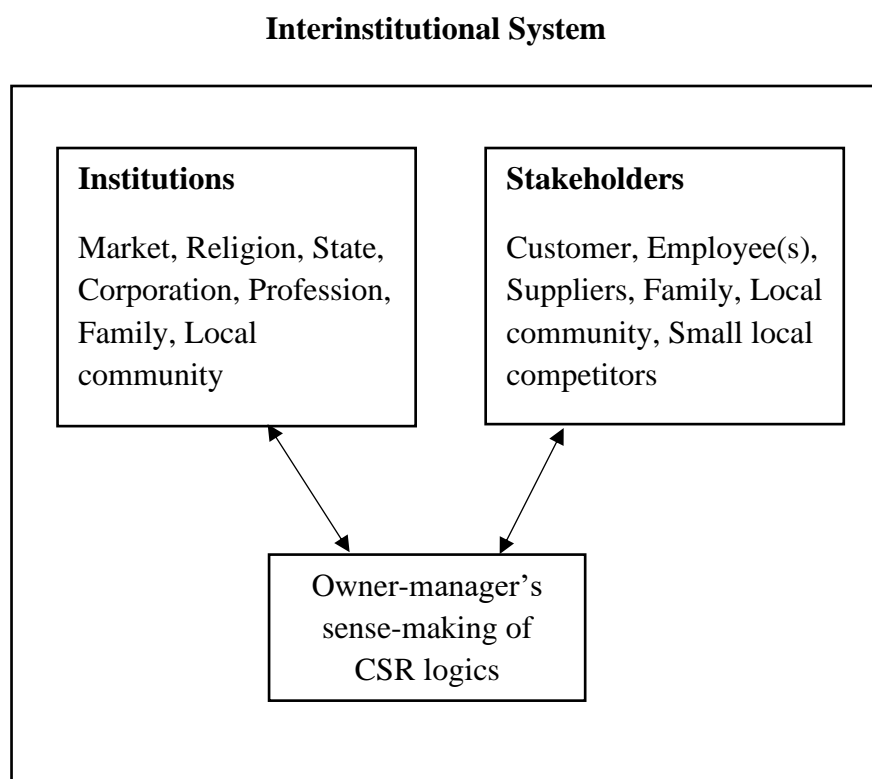 Interinstitutional System
Institutions
Market, Religion, State,
Corporation, Profession,
Family, Local
community
Stakeholders
Customer, Employee(s),
Suppliers, Family, Local
community, Small local
competitors
Owner-manager’s
sense-making of
CSR logics